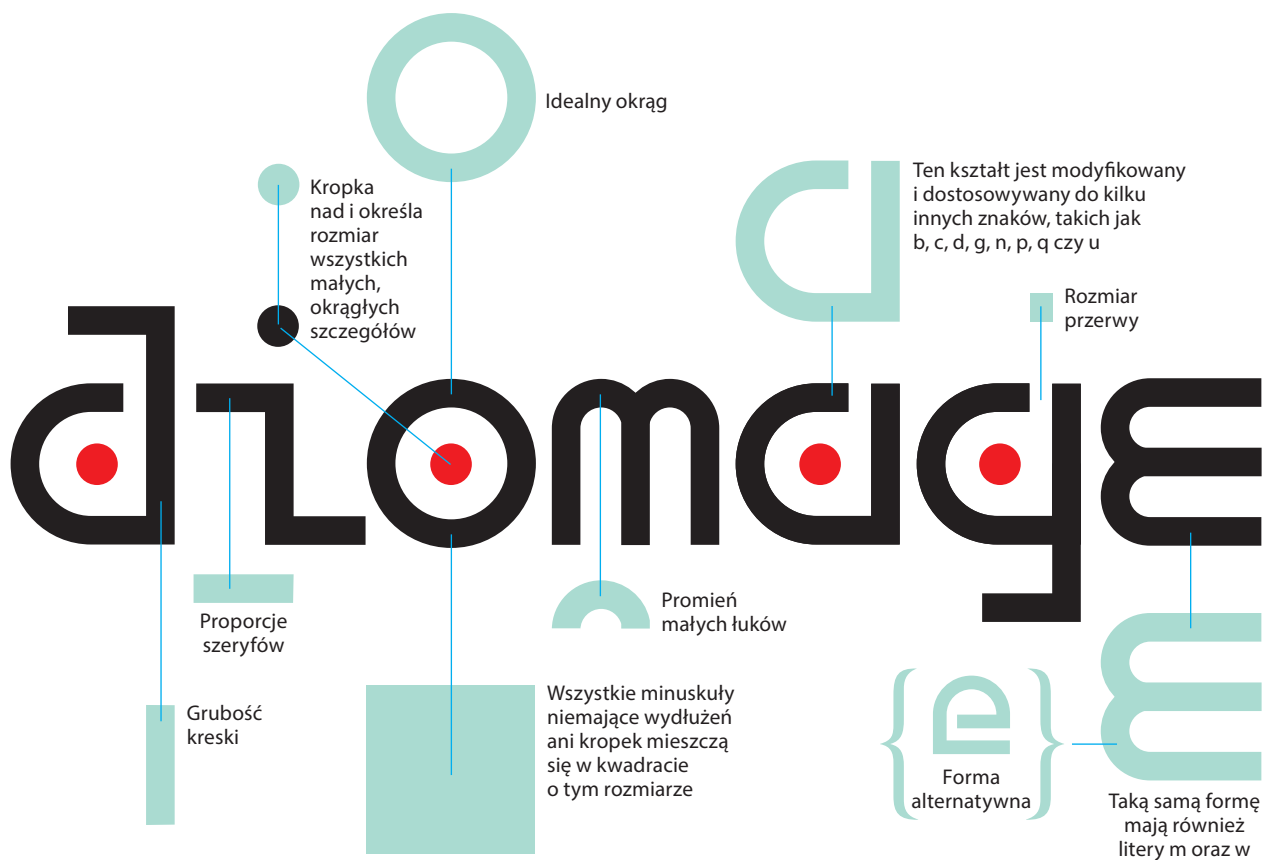 Idealny okrąg
Kropka
nad i określa
rozmiar
wszystkich
małych,
okrągłych
szczegółów
Ten kształt jest modyfikowany
i dostosowywany do kilku
innych znaków, takich jak
b, c, d, g, n, p, q czy u
Rozmiar
przerwy
diomage
Proporcje
szeryfów
Promień
małych łuków
Grubość
kreski
Wszystkie minuskuły
niemające wydłużeń
ani kropek mieszczą
się w kwadracie
o tym rozmiarze
{e}
Forma
alternatywna
Taką samą formę
mają również
litery m oraz w